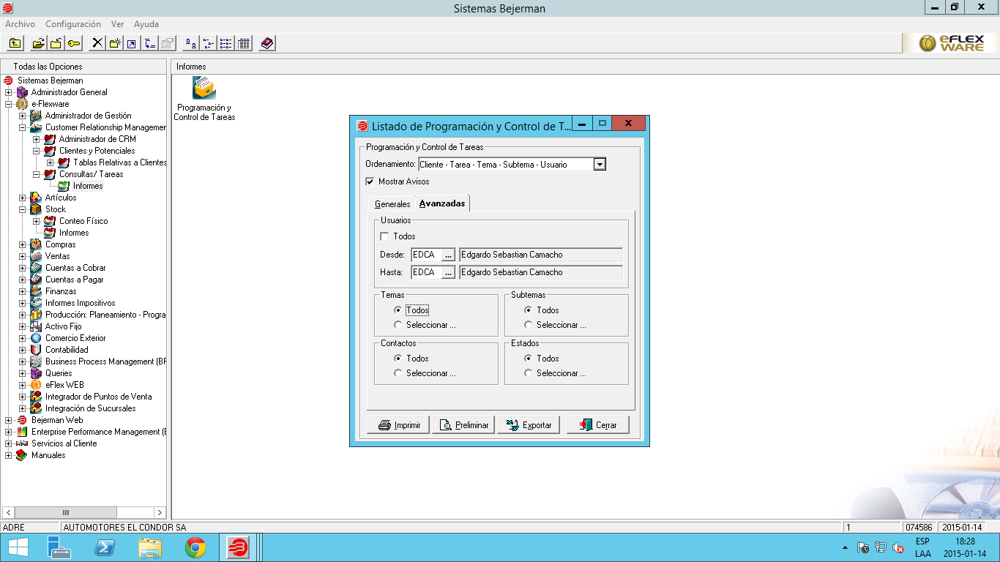 Sistemas Bejerman
Archivo Configuración Ver Ayuda
eFLEX
WARE
Todas las Opciones
Informes
Sistemas Bejerman
Administrador General
e-Flexware
Administrador de Gestión
Customer Relationship Managemer
Administrador de CRM
Clientes y Potenciales
Tablas Relativas a Clientes
Consultas/ Tareas
Informes
Artículos
Stock
Conteo Físico
Informes
Compras
Ventas
Cuentas a Cobrar
Cuentas a Pagar
Finanzas
Informes Impositivos
Producción: Planeamiento - Progra
Activo Fijo
Comercio Exterior
Contabilidad
Business Process Management (BF
Queries
eFlex WEB
Integrador de Puntos de Venta
Integración de Sucursales
Bejerman Web
Enterprise Performance Management (E
Servicios al Cliente
Manuales
Programación y
Control de Tareas
Listado de Programación y Control de T...
Programación y Control de Tareas
Ordenamiento: Cliente - Tarea - Tema - Subtema - Usuario
Mostrar Avisos
Generales Avanzadas
Usuarios
Todos
Desde: EDCA ... Edgardo Sebastian Camacho
Hasta: EDCA ... Edgardo Sebastian Camacho
Temas Subtemas
Todos Todos
Seleccionar ... Seleccionar ...
Contactos Estados
Todos Todos
Seleccionar ... Seleccionar ...
Imprimir Preliminar Exportar Cerrar
ADRE AUTOMOTORES EL CONDOR SA 1 074586 2015-01-14
ESP 18:28
LAA 2015-01-14